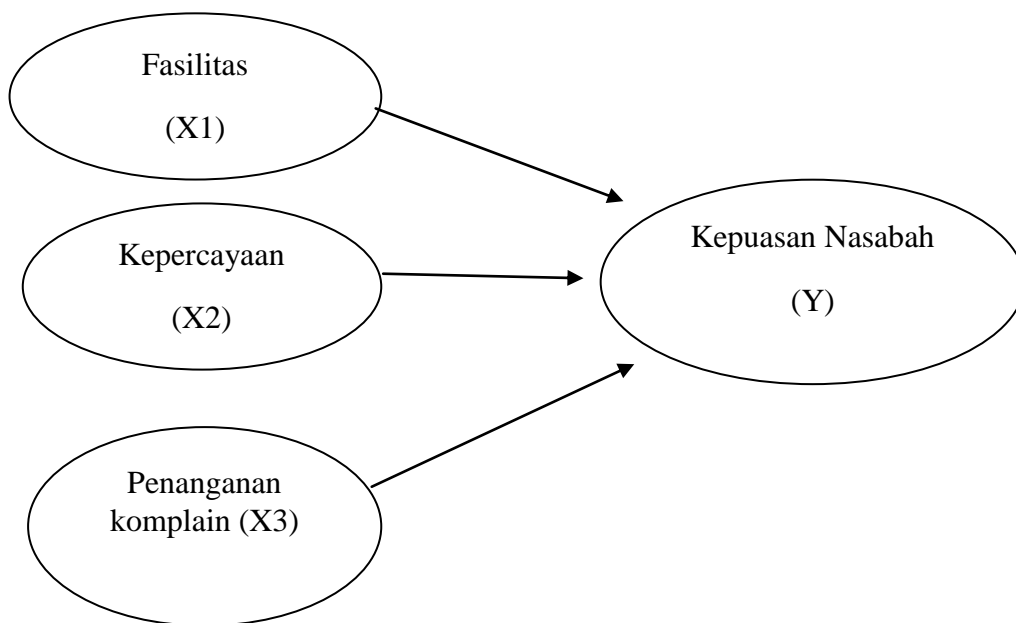 Fasilitas
(X1)
Kepercayaan
(X2)
Penanganan
komplain (X3)
Kepuasan Nasabah
(Y)